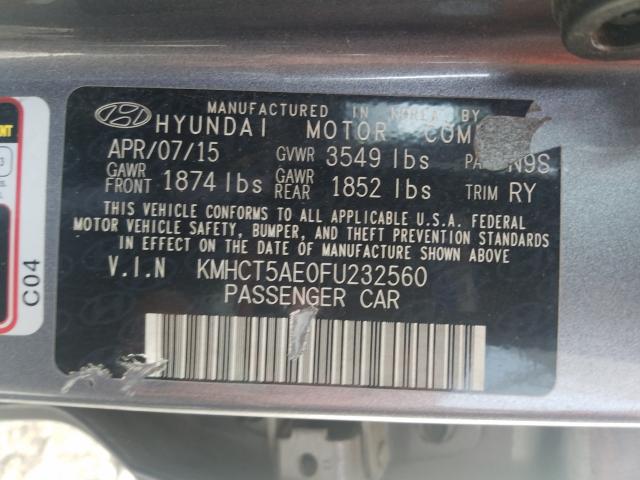 MANUFACTURED IN KOREA BY
HYUNDAI MOTOR COM
APR/07/15 GVWR 3549 lbs PA N9S
GAWR FRONT 1874 lbs GAWR REAR 1852 lbs TRIM RY
THIS VEHICLE CONFORMS TO ALL APPLICABLE U.S.A. FEDERAL
MOTOR VEHICLE SAFETY, BUMPER, AND THEFT PREVENTION
STANDARDS IN EFFECT ON THE DATE OF MANUFACTURE SHOWN ABOVE
V.I.N KMHCT5AE0FU232560
PASSENGER CAR
C04